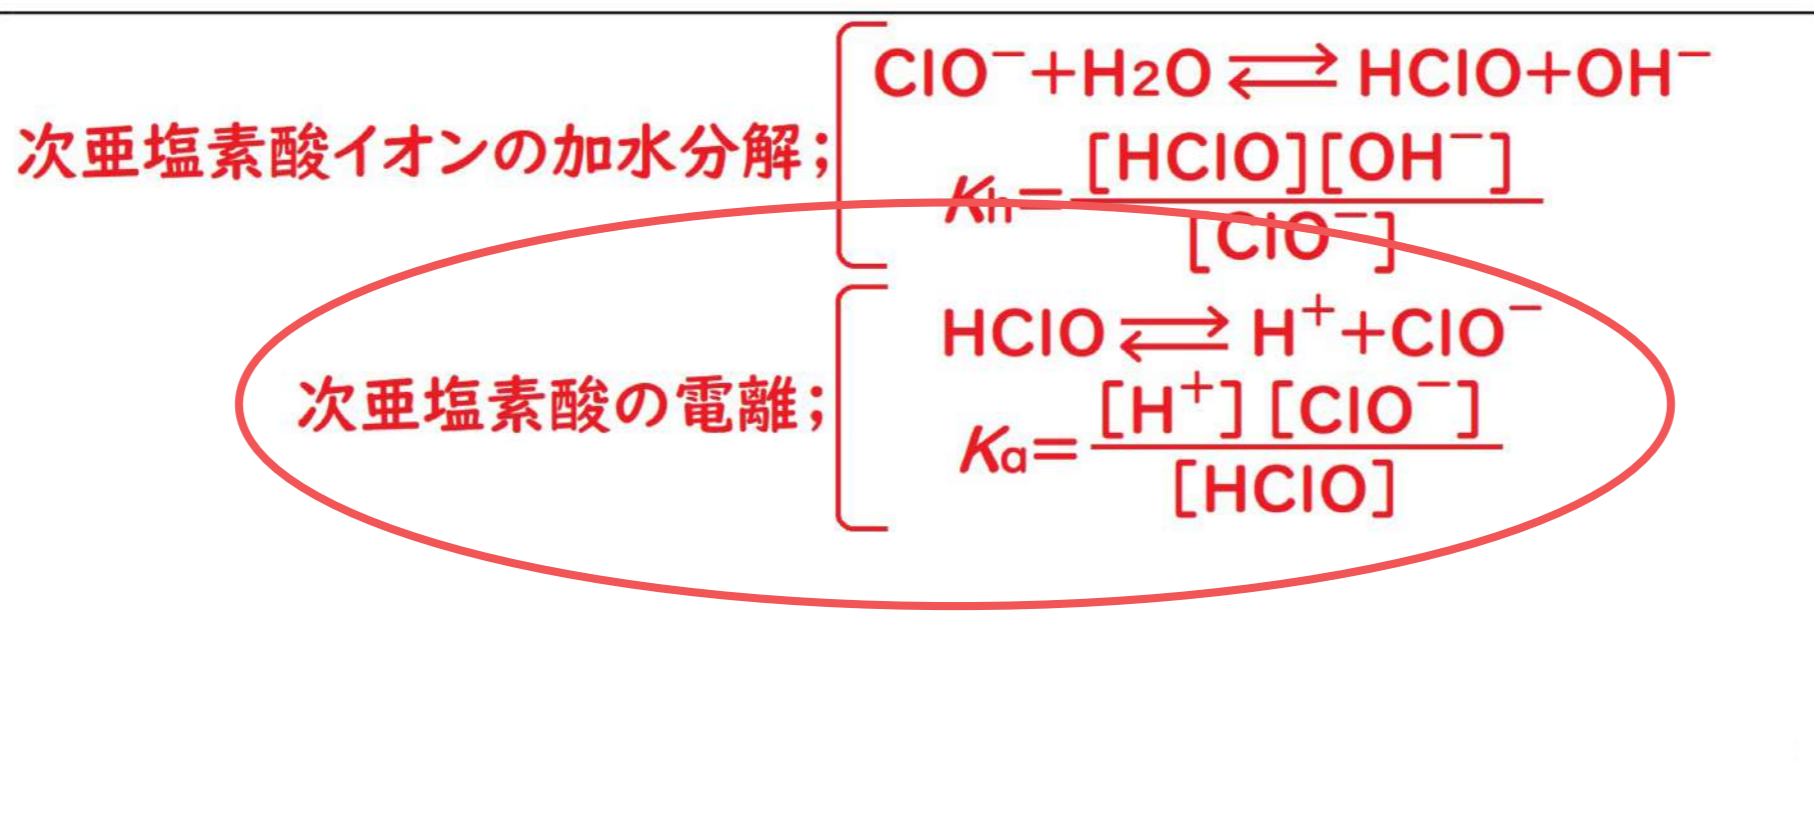 ClO⁻+H2O⇄HClO+OH⁻
次亜塩素酸イオンの加水分解;
Kh=[HClO][OH⁻]/[ClO⁻]
HClO⇄H⁺+ClO⁻
次亜塩素酸の電離;
Ka=[H⁺][ClO⁻]/[HClO]